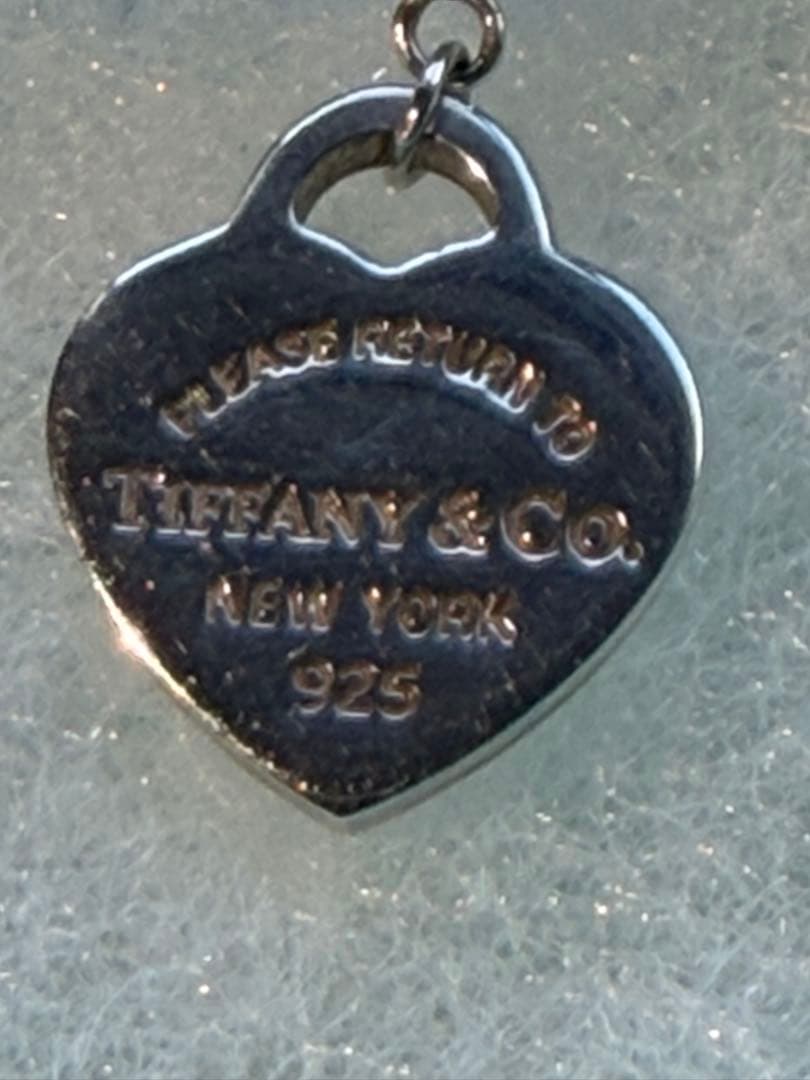 PLEASE RETURN TO
TIFFANY & CO.
NEW YORK
925